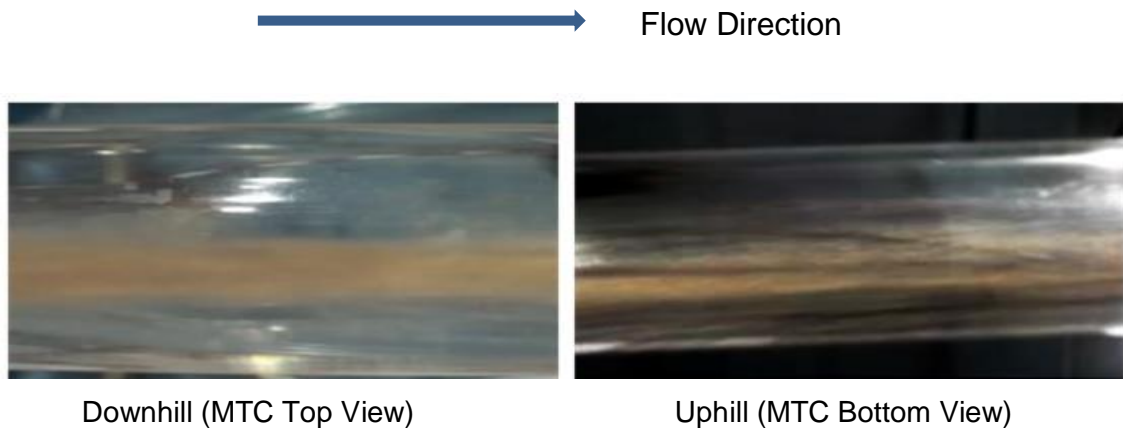 Flow Direction
Downhill (MTC Top View)
Uphill (MTC Bottom View)